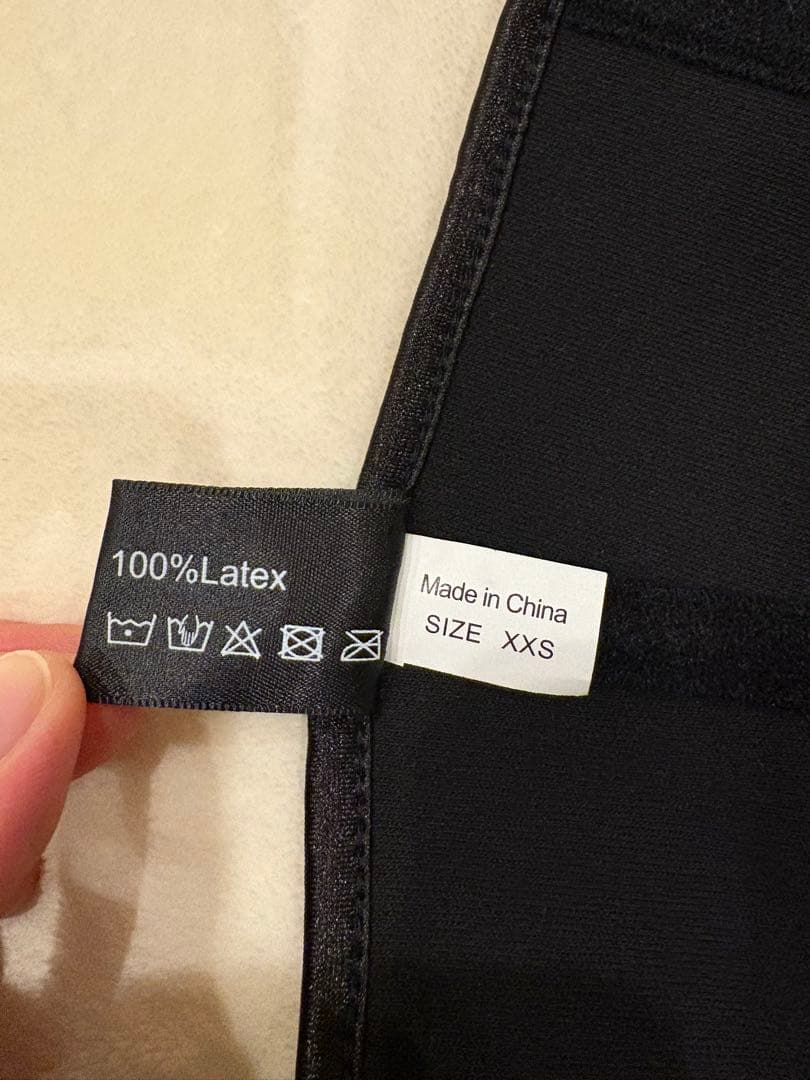 100%Latex
Made in China
SIZE XXS